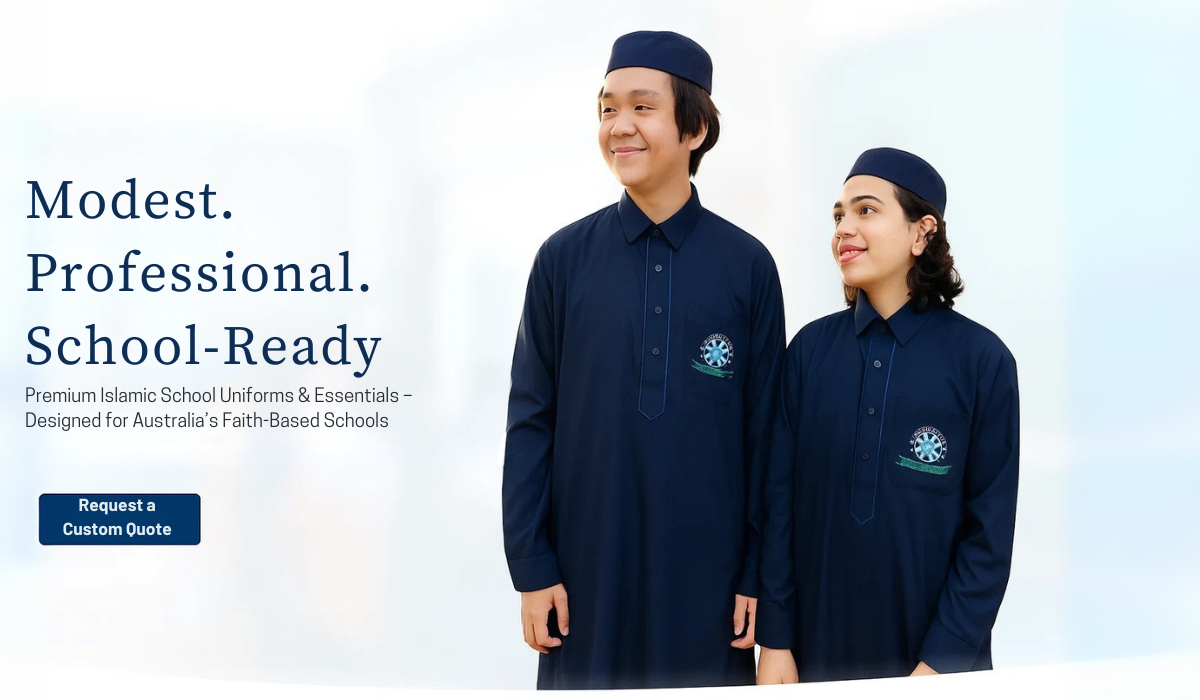 Modest.
Professional.
School-Ready
Premium Islamic School Uniforms & Essentials –
Designed for Australia’s Faith-Based Schools
Request a
Custom Quote